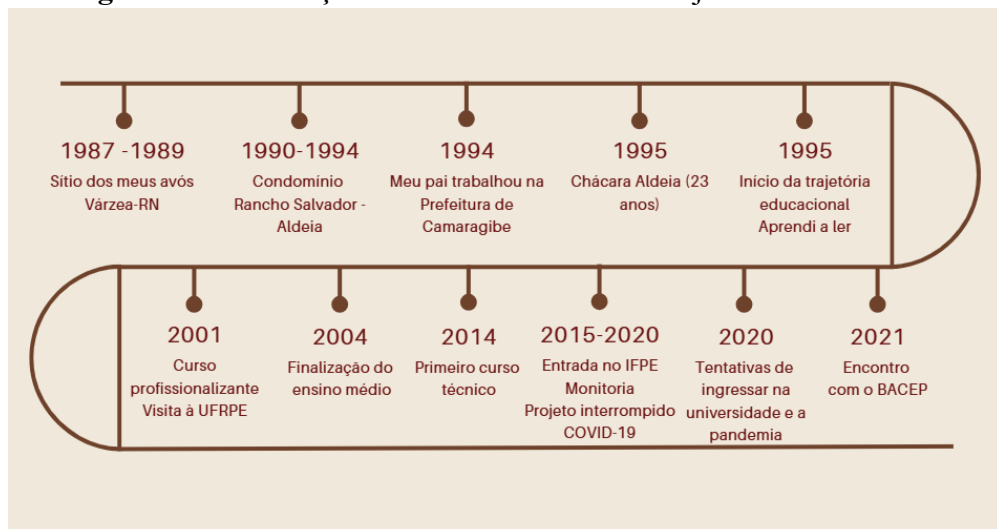 1987 -1989
Sítio dos meus avós
Várzea-RN
1990-1994
Condomínio
Rancho Salvador -
Aldeia
1994
Meu pai trabalhou na
Prefeitura de
Camaragibe
1995
Chácara Aldeia (23
anos)
1995
Início da trajetória
educacional
Aprendi a ler
2001
Curso
profissionalizante
Visita à UFRPE
2004
Finalização do
ensino médio
2014
Primeiro curso
técnico
2015-2020
Entrada no IFPE
Monitoria
Projeto interrompido
COVID-19
2020
Tentativas de
ingressar na
universidade e a
pandemia
2021
Encontro
com o BACEP